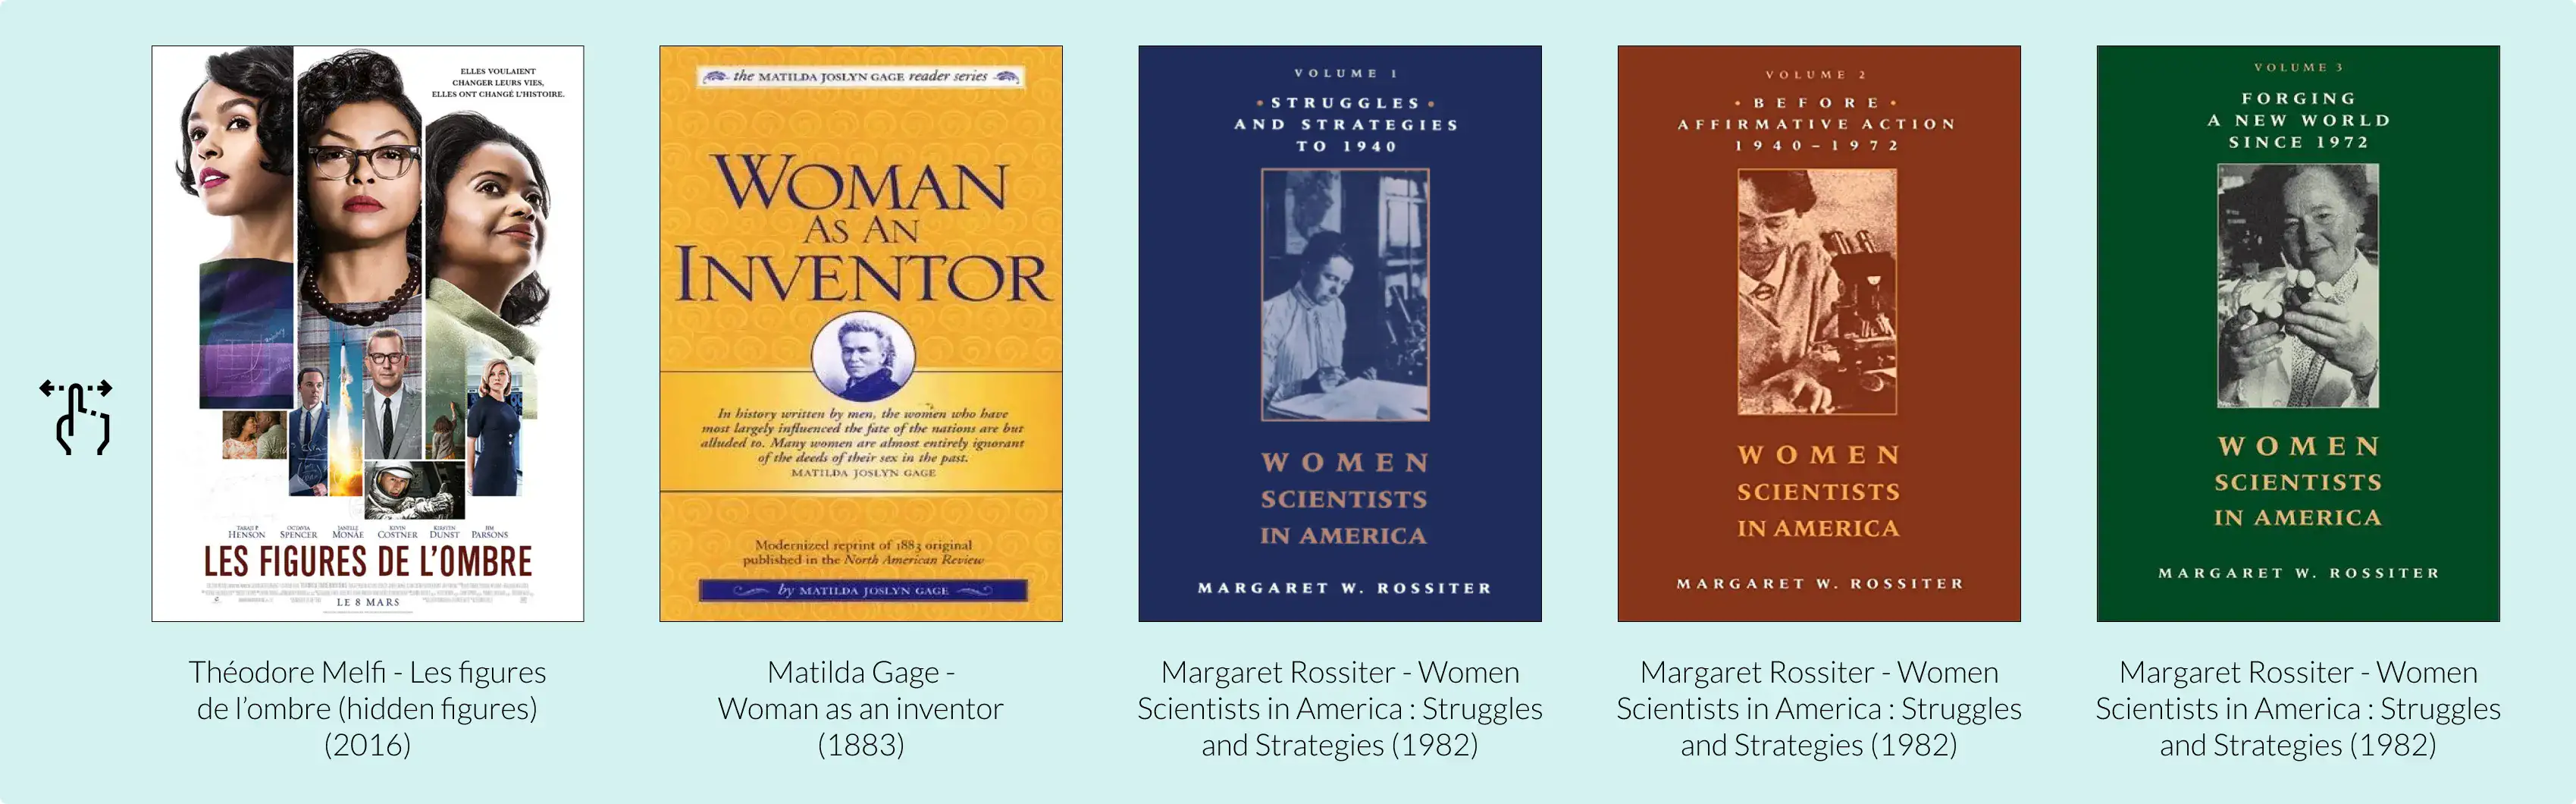 ELLES VOULAIENT
CHANGER LEURS VIES,
ELLES ONT CHANGÉ L'HISTOIRE.
TARAJI P. HENSON OCTAVIA SPENCER JANELLE MONÁE KEVIN COSTNER KIRSTEN DUNST JIM PARSONS
LES FIGURES DE L'OMBRE
LE 8 MARS
Théodore Melfi - Les figures
de l’ombre (hidden figures)
(2016)
the MATILDA JOSLYN GAGE reader series
WOMAN
AS AN
INVENTOR
In history written by men, the women who have
most largely influenced the fate of the nations are but
alluded to. Many women are almost entirely ignorant
of the deeds of their sex in the past.
MATILDA JOSLYN GAGE
Modernized reprint of 1883 original
published in the North American Review
by MATILDA JOSLYN GAGE
Matilda Gage -
Woman as an inventor
(1883)
VOLUME 1
• STRUGGLES •
AND STRATEGIES
TO 1940
WOMEN
SCIENTISTS
IN AMERICA
MARGARET W. ROSSITER
Margaret Rossiter - Women
Scientists in America : Struggles
and Strategies (1982)
VOLUME 2
• BEFORE •
AFFIRMATIVE ACTION
1940–1972
WOMEN
SCIENTISTS
IN AMERICA
MARGARET W. ROSSITER
Margaret Rossiter - Women
Scientists in America : Struggles
and Strategies (1982)
VOLUME 3
FORGING
A NEW WORLD
SINCE 1972
WOMEN
SCIENTISTS
IN AMERICA
MARGARET W. ROSSITER
Margaret Rossiter - Women
Scientists in America : Struggles
and Strategies (1982)